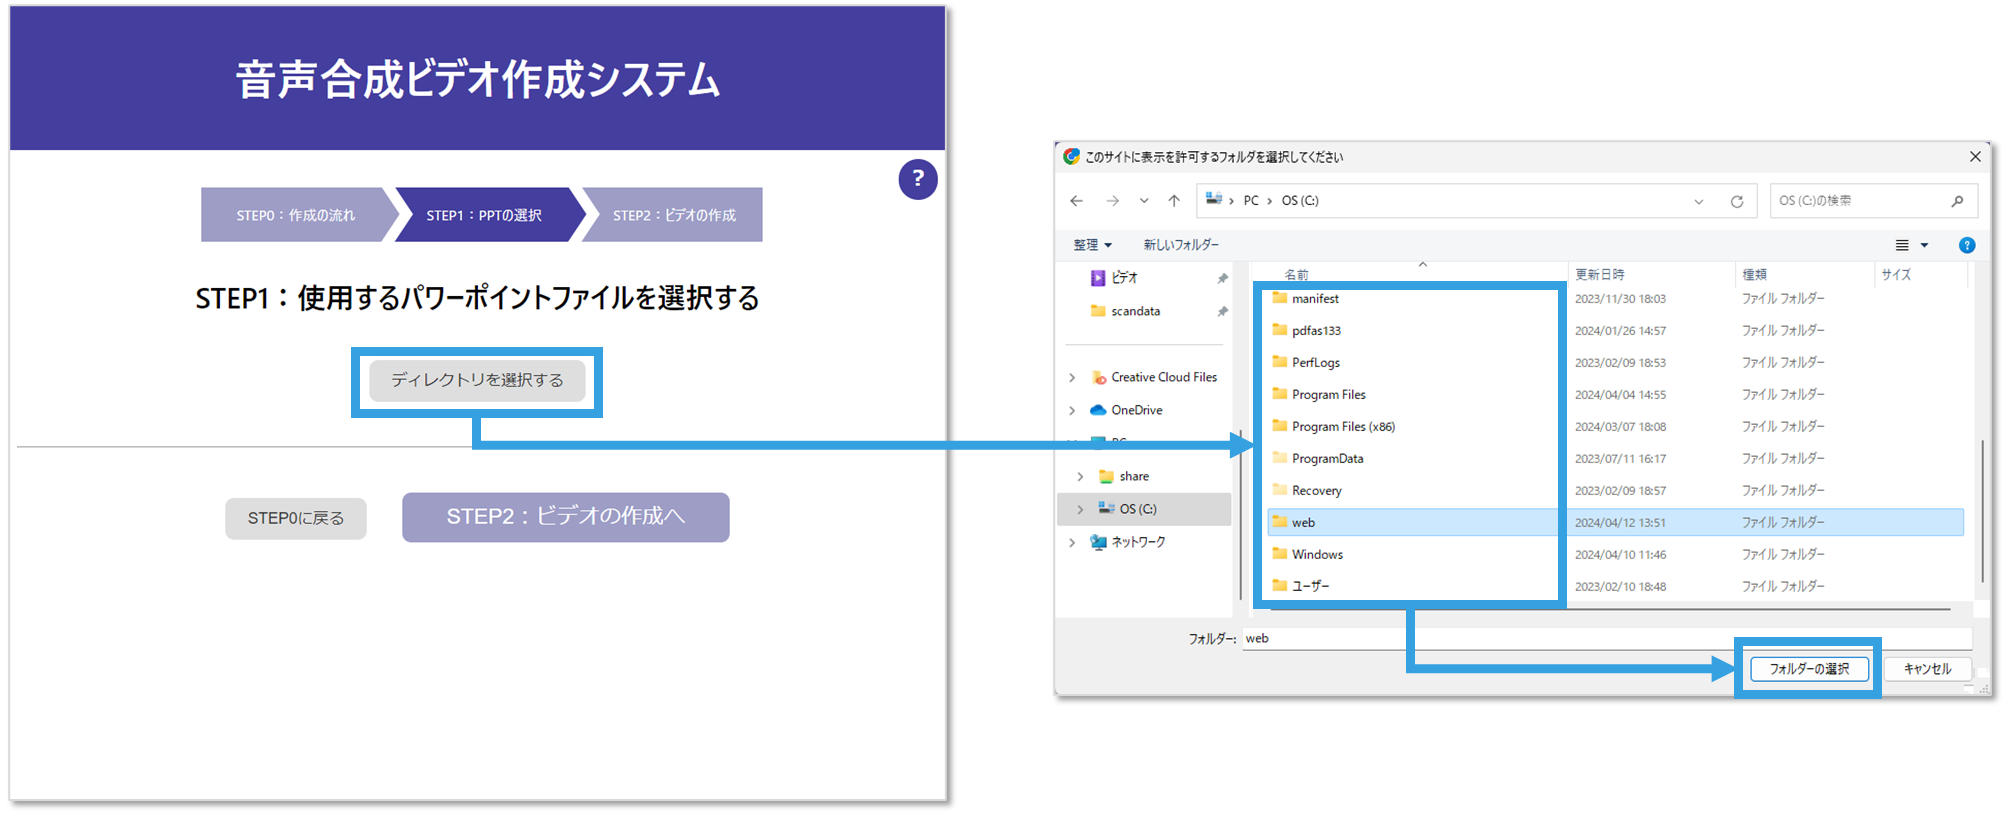 音声合成ビデオ作成システム
?
STEP0：作成の流れ
STEP1：PPTの選択
STEP2：ビデオの作成
STEP1：使用するパワーポイントファイルを選択する
ディレクトリを選択する
STEP0に戻る
STEP2：ビデオの作成へ
このサイトに表示を許可するフォルダを選択してください
PC
OS (C:)
OS (C:)の検索
整理
新しいフォルダー
?
ビデオ
scandata
Creative Cloud Files
OneDrive
PC
share
OS (C:)
ネットワーク
名前 更新日時 種類 サイズ
manifest 2023/11/30 18:03 ファイル フォルダー
pdfas133 2024/01/26 14:57 ファイル フォルダー
PerfLogs 2023/02/09 18:53 ファイル フォルダー
Program Files 2024/04/04 14:55 ファイル フォルダー
Program Files (x86) 2024/03/07 18:08 ファイル フォルダー
ProgramData 2023/07/11 16:17 ファイル フォルダー
Recovery 2023/02/09 18:57 ファイル フォルダー
web 2024/04/12 13:51 ファイル フォルダー
Windows 2024/04/10 11:46 ファイル フォルダー
ユーザー 2023/02/10 18:48 ファイル フォルダー
フォルダー: web
フォルダーの選択
キャンセル